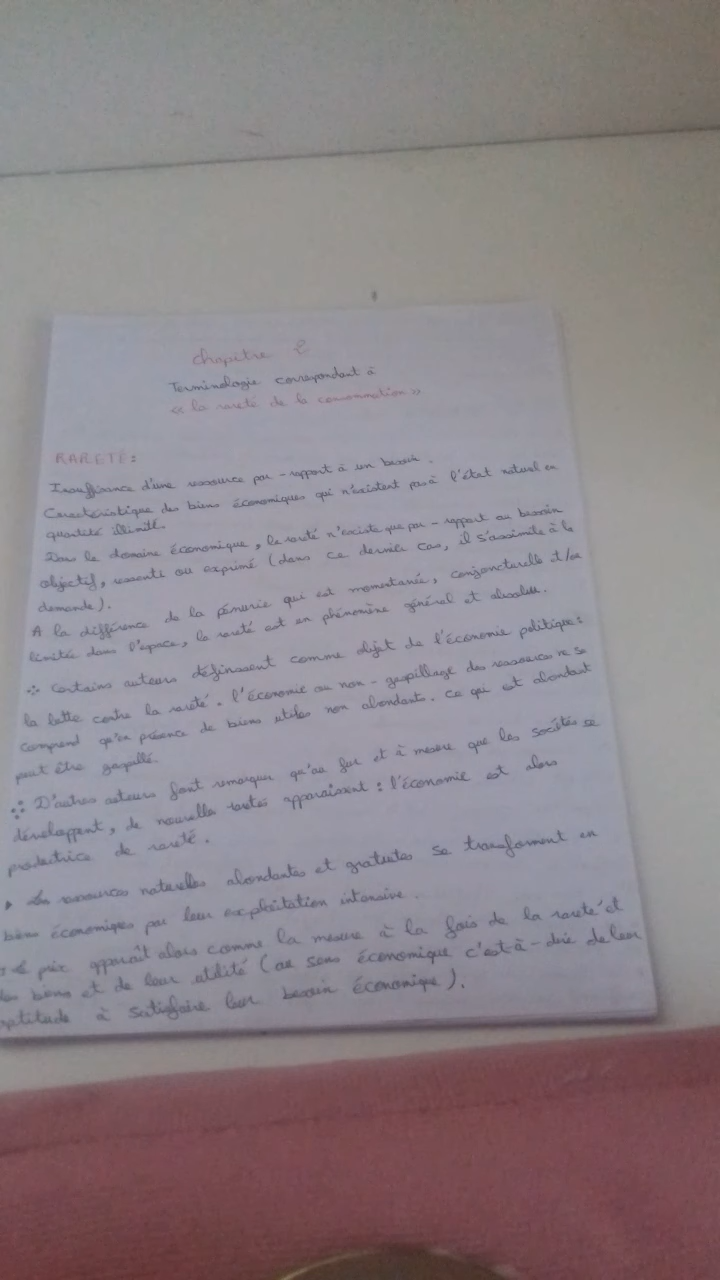 Chapitre 2
Terminologie correspondant à
« la rareté de la consommation »
RARETÉ :
Insuffisance d'une ressource par-rapport à un besoin.
Caractéristique des biens économiques qui n'existent pas à l'état naturel en
quantité illimité.
Dans le domaine économique, la rareté n'existe que par-rapport au besoin
objectif, ressenti ou exprimé (dans ce dernier cas, il s'assimile à la
demande).
A la différence de la pénurie qui est momentanée, conjoncturelle et/ou
limitée dans l'espace, la rareté est un phénomène général et absolu.
Certains auteurs définissent comme objet de l'économie politique :
la lutte contre la rareté. l'économie au non-gaspillage des ressources ne se
comprend qu'en présence de biens utiles non abondants. ce qui est abondant
peut être gaspillé.
D'autres auteurs font remarquer qu'au fur et à mesure que les sociétés se
développent, de nouvelles raretés apparaissent : l'économie est alors
productrice de rareté.
Les ressources naturelles abondantes et gratuites se transforment en
biens économiques par leur exploitation intensive.
Le prix apparaît alors comme la mesure à la fois de la rareté et
des biens et de leur utilité (au sens économique c'est-à-dire de leur
aptitude à satisfaire leur besoin économique).